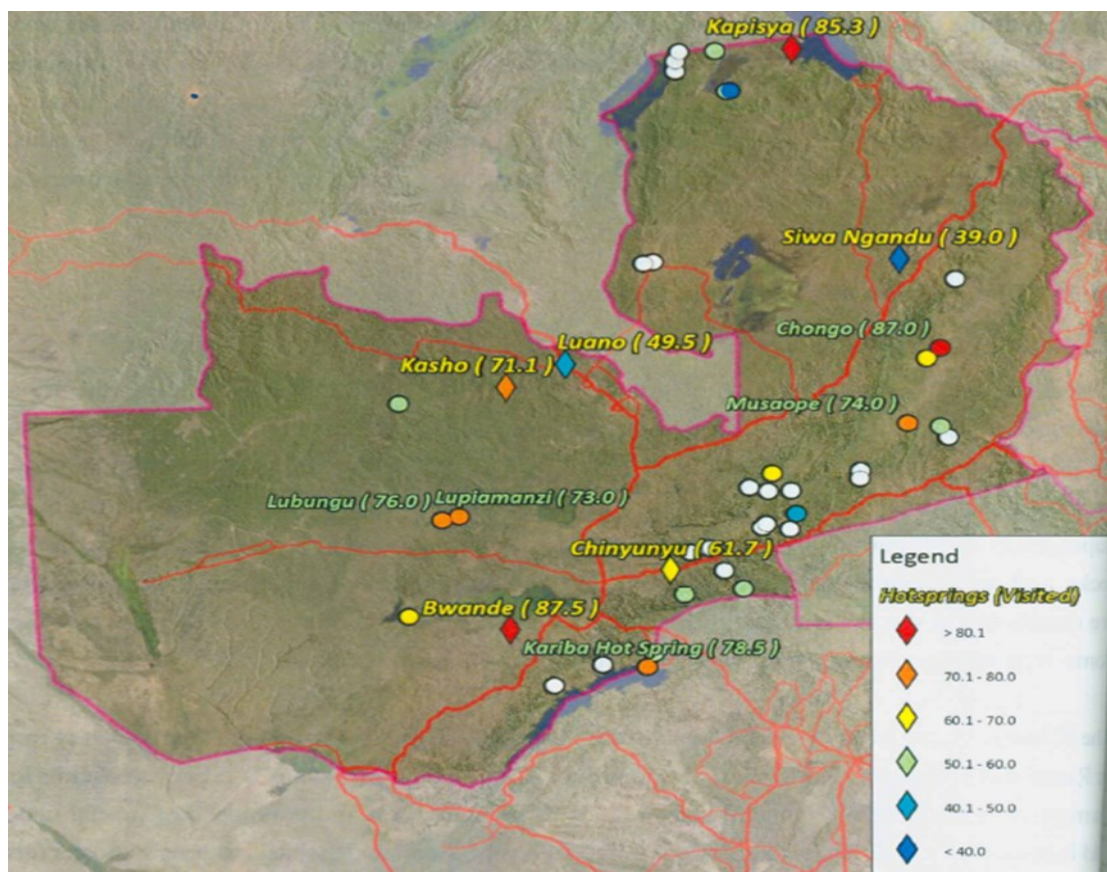 Kapisya ( 85.3 )
Siwa Ngandu ( 39.0 )
Chongo ( 87.0 )
Luano ( 49.5 )
Kasho ( 71.1 )
Musaope ( 74.0 )
Lubungu ( 76.0 )
Lupiamanzi ( 73.0 )
Chinyunyu ( 61.7 )
Bwande ( 87.5 )
Kariba Hot Spring ( 78.5 )
Legend
Hotsprings (Visited)
> 80.1
70.1 - 80.0
60.1 - 70.0
50.1 - 60.0
40.1 - 50.0
< 40.0